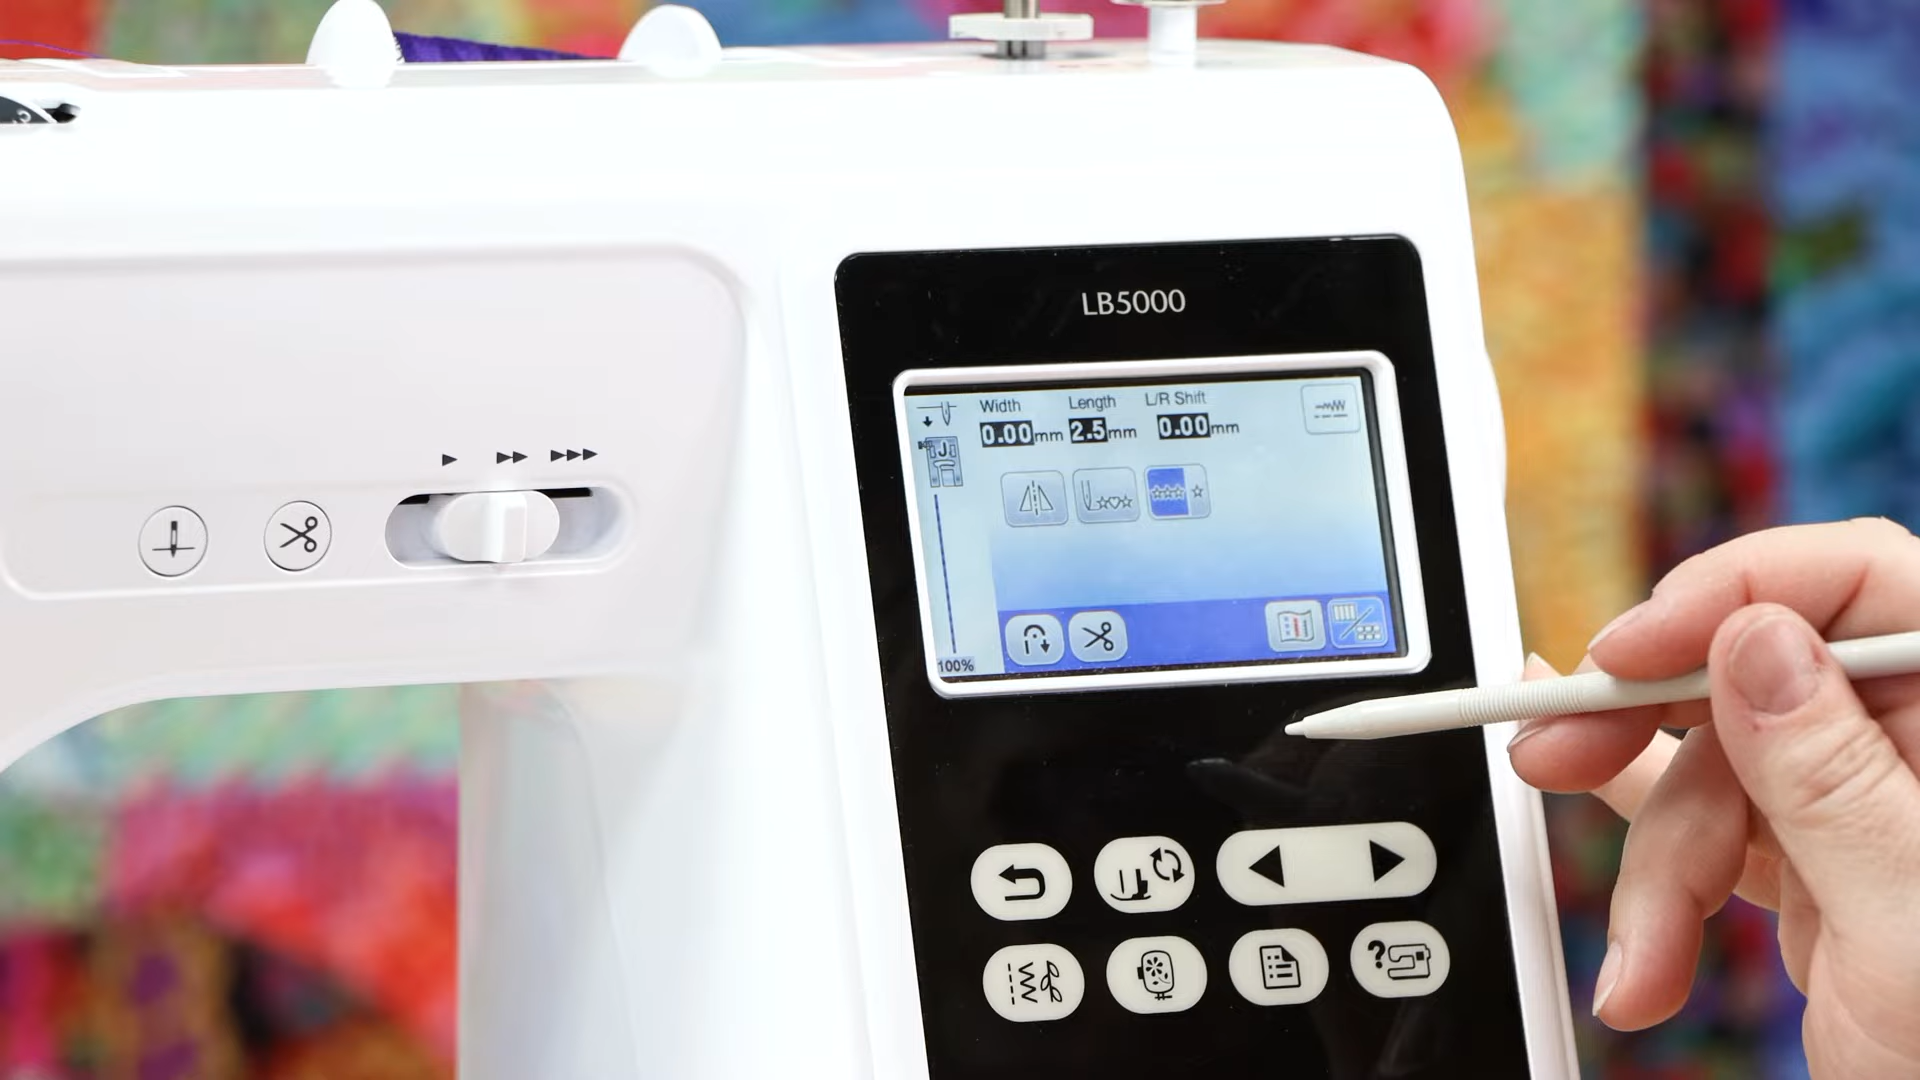 LB5000
Width Length L/R Shift
0.00mm 2.5mm 0.00mm
J
100%
?